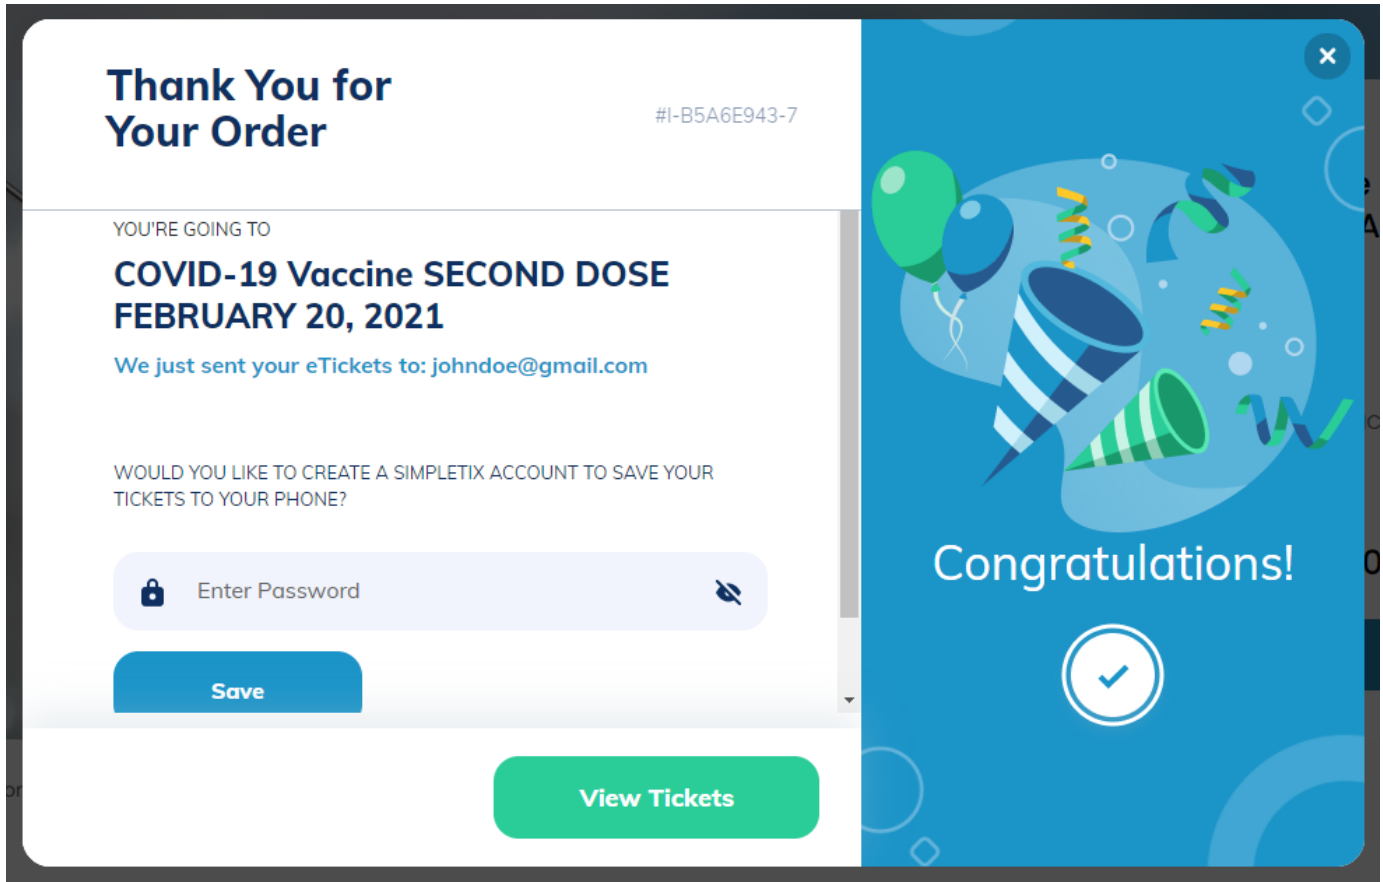 Thank You for
Your Order
#I-B5A6E943-7
YOU'RE GOING TO
COVID-19 Vaccine SECOND DOSE
FEBRUARY 20, 2021
We just sent your eTickets to: johndoe@gmail.com
WOULD YOU LIKE TO CREATE A SIMPLETIX ACCOUNT TO SAVE YOUR
TICKETS TO YOUR PHONE?
Enter Password
Save
View Tickets
Congratulations!